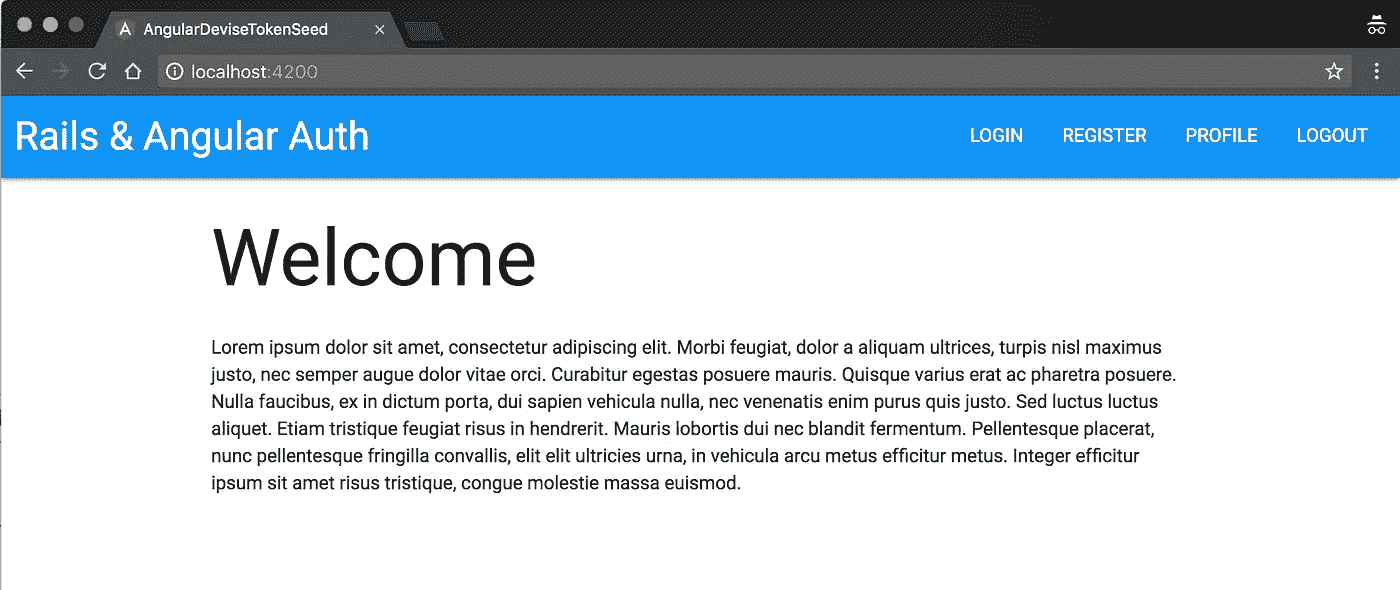 AngularDeviseTokenSeed
localhost:4200
Rails & Angular Auth LOGIN REGISTER PROFILE LOGOUT
Welcome
Lorem ipsum dolor sit amet, consectetur adipiscing elit. Morbi feugiat, dolor a aliquam ultrices, turpis nisl maximus
justo, nec semper augue dolor vitae orci. Curabitur egestas posuere mauris. Quisque varius erat ac pharetra posuere.
Nulla faucibus, ex in dictum porta, dui sapien vehicula nulla, nec venenatis enim purus quis justo. Sed luctus luctus
aliquet. Etiam tristique feugiat risus in hendrerit. Mauris lobortis dui nec blandit fermentum. Pellentesque placerat,
nunc pellentesque fringilla convallis, elit elit ultricies urna, in vehicula arcu metus efficitur metus. Integer efficitur
ipsum sit amet risus tristique, congue molestie massa euismod.